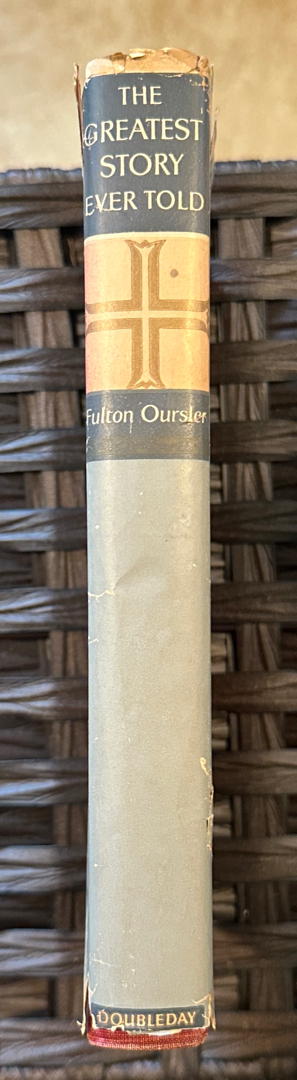 THE
GREATEST
STORY
EVER TOLD
Fulton Oursler
DOUBLEDAY